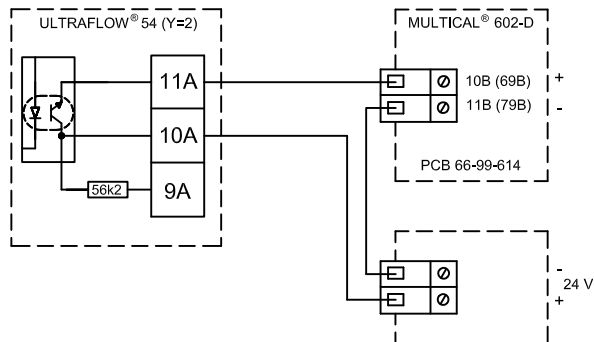 ULTRAFLOW® 54 (Y=2)
MULTICAL® 602-D
11A
10A
9A
56k2
10B (69B)
+
11B (79B)
-
PCB 66-99-614
-
24 V
+